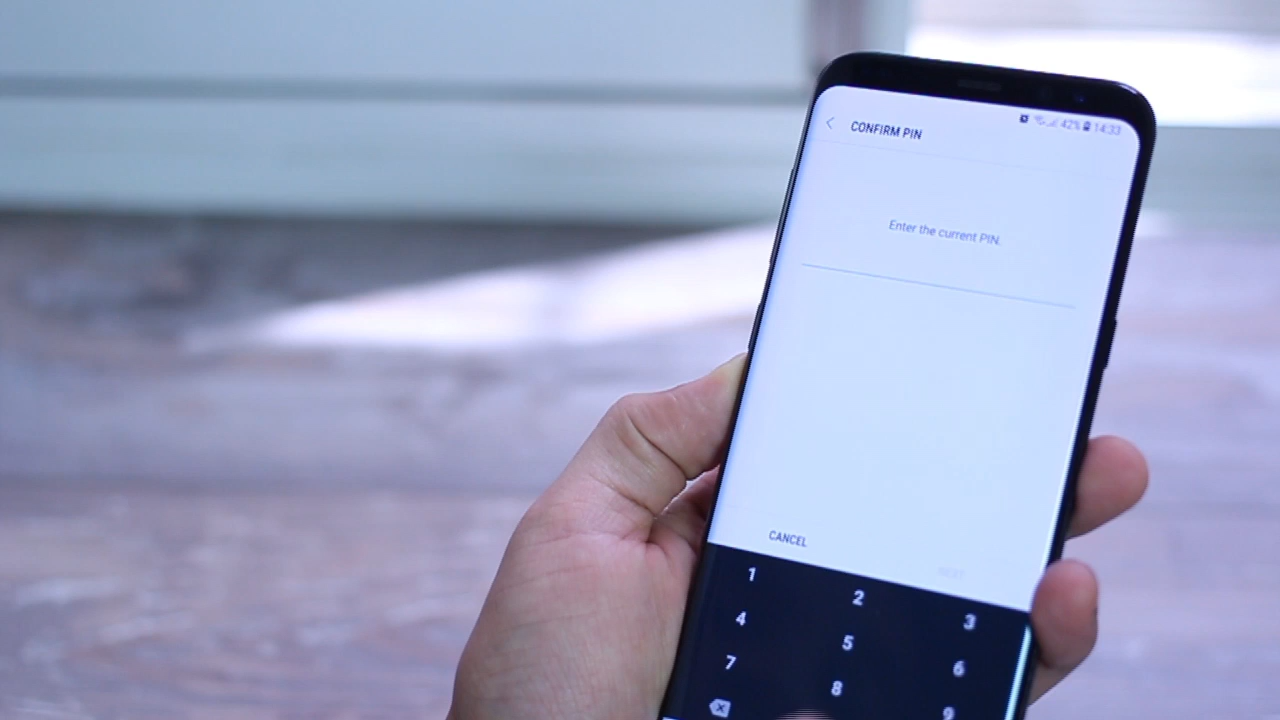 42% 14:33
CONFIRM PIN
Enter the current PIN.
CANCEL
NEXT
1 2 3
4 5 6
7 8 9